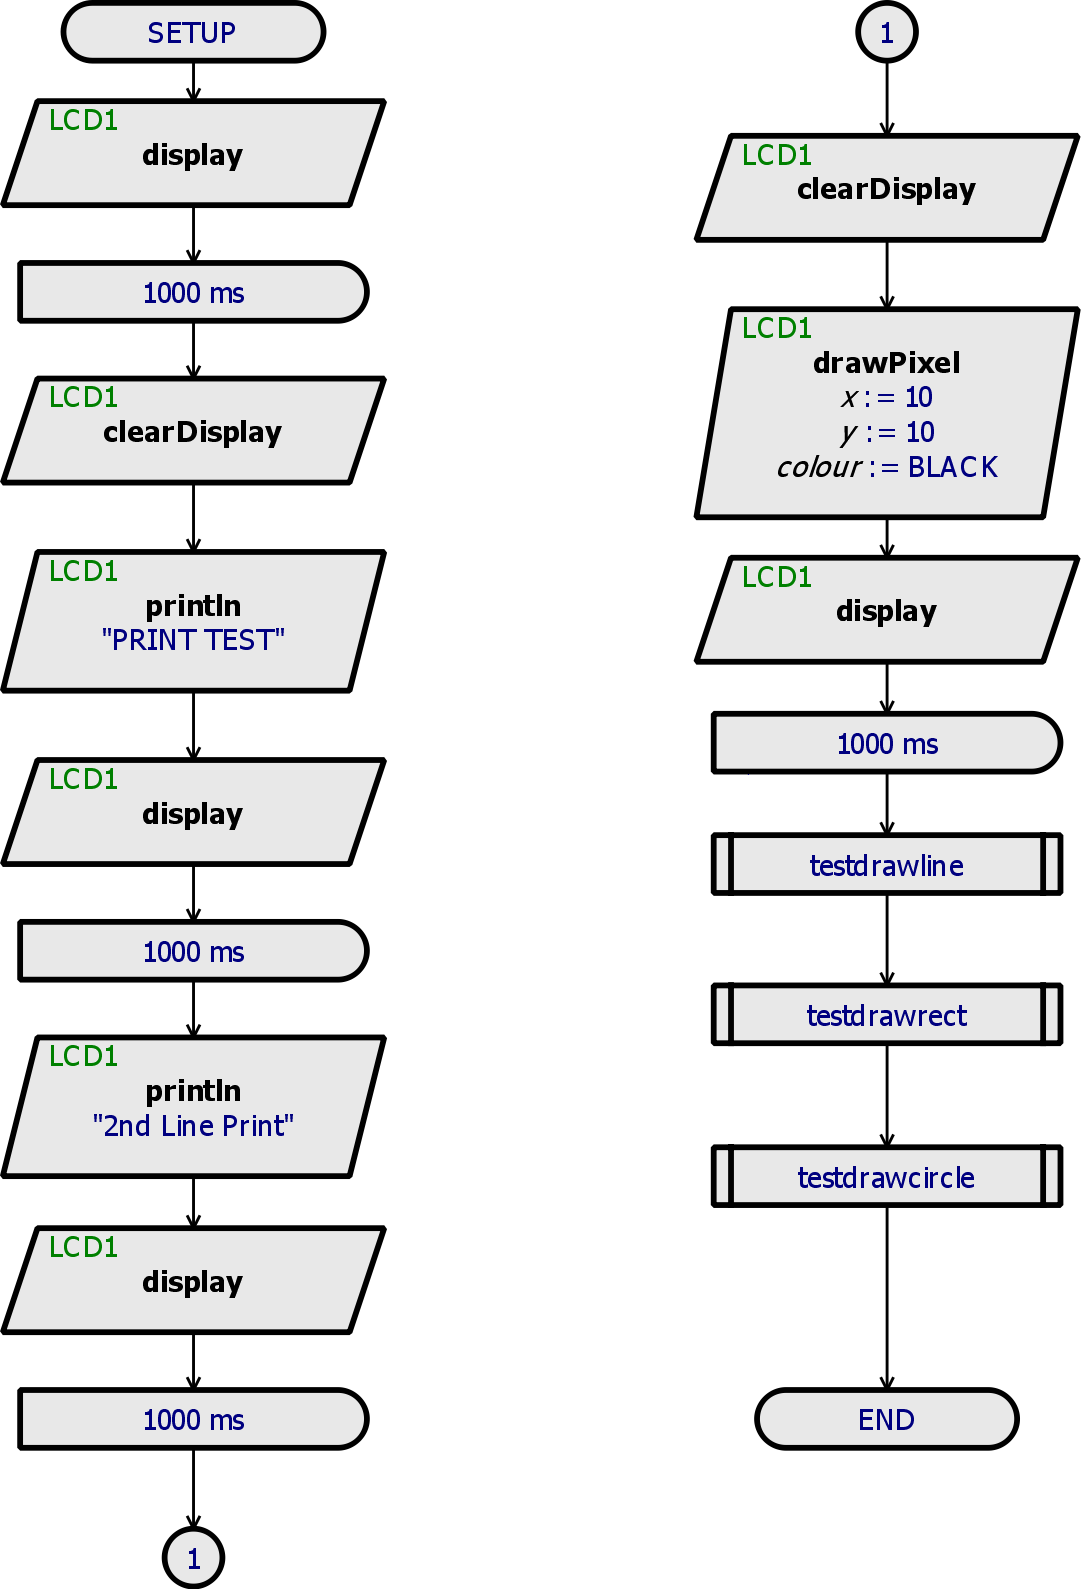 SETUP
LCD1
display
1000 ms
LCD1
clearDisplay
LCD1
println
"PRINT TEST"
LCD1
display
1000 ms
LCD1
println
"2nd Line Print"
LCD1
display
1000 ms
1
1
LCD1
clearDisplay
LCD1
drawPixel
x := 10
y := 10
colour := BLACK
LCD1
display
1000 ms
testdrawline
testdrawrect
testdrawcircle
END